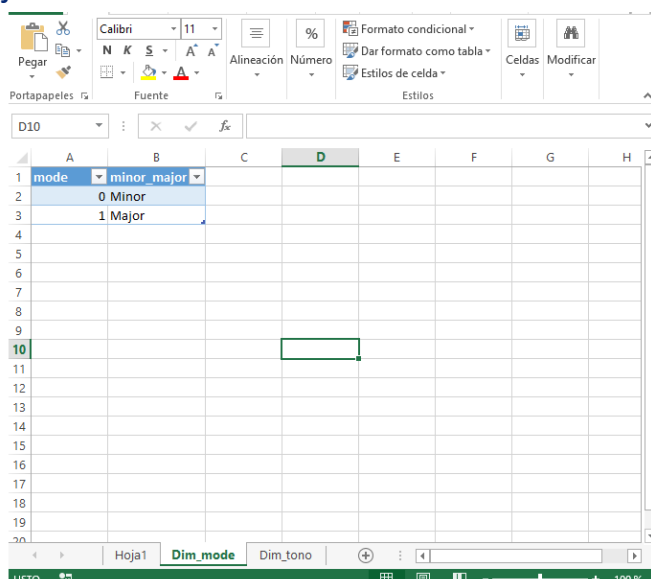 Calibri 11
Pegar
N K S A A
Alineación
%
Número
Formato condicional
Dar formato como tabla
Estilos de celda
Celdas
Modificar
Portapapeles
Fuente
Estilos
D10
fx
A B C D E F G H
1 mode minor_major
2 0 Minor
3 1 Major
4
5
6
7
8
9
10
11
12
13
14
15
16
17
18
19
20
Hoja1 Dim_mode Dim_tono
100 %